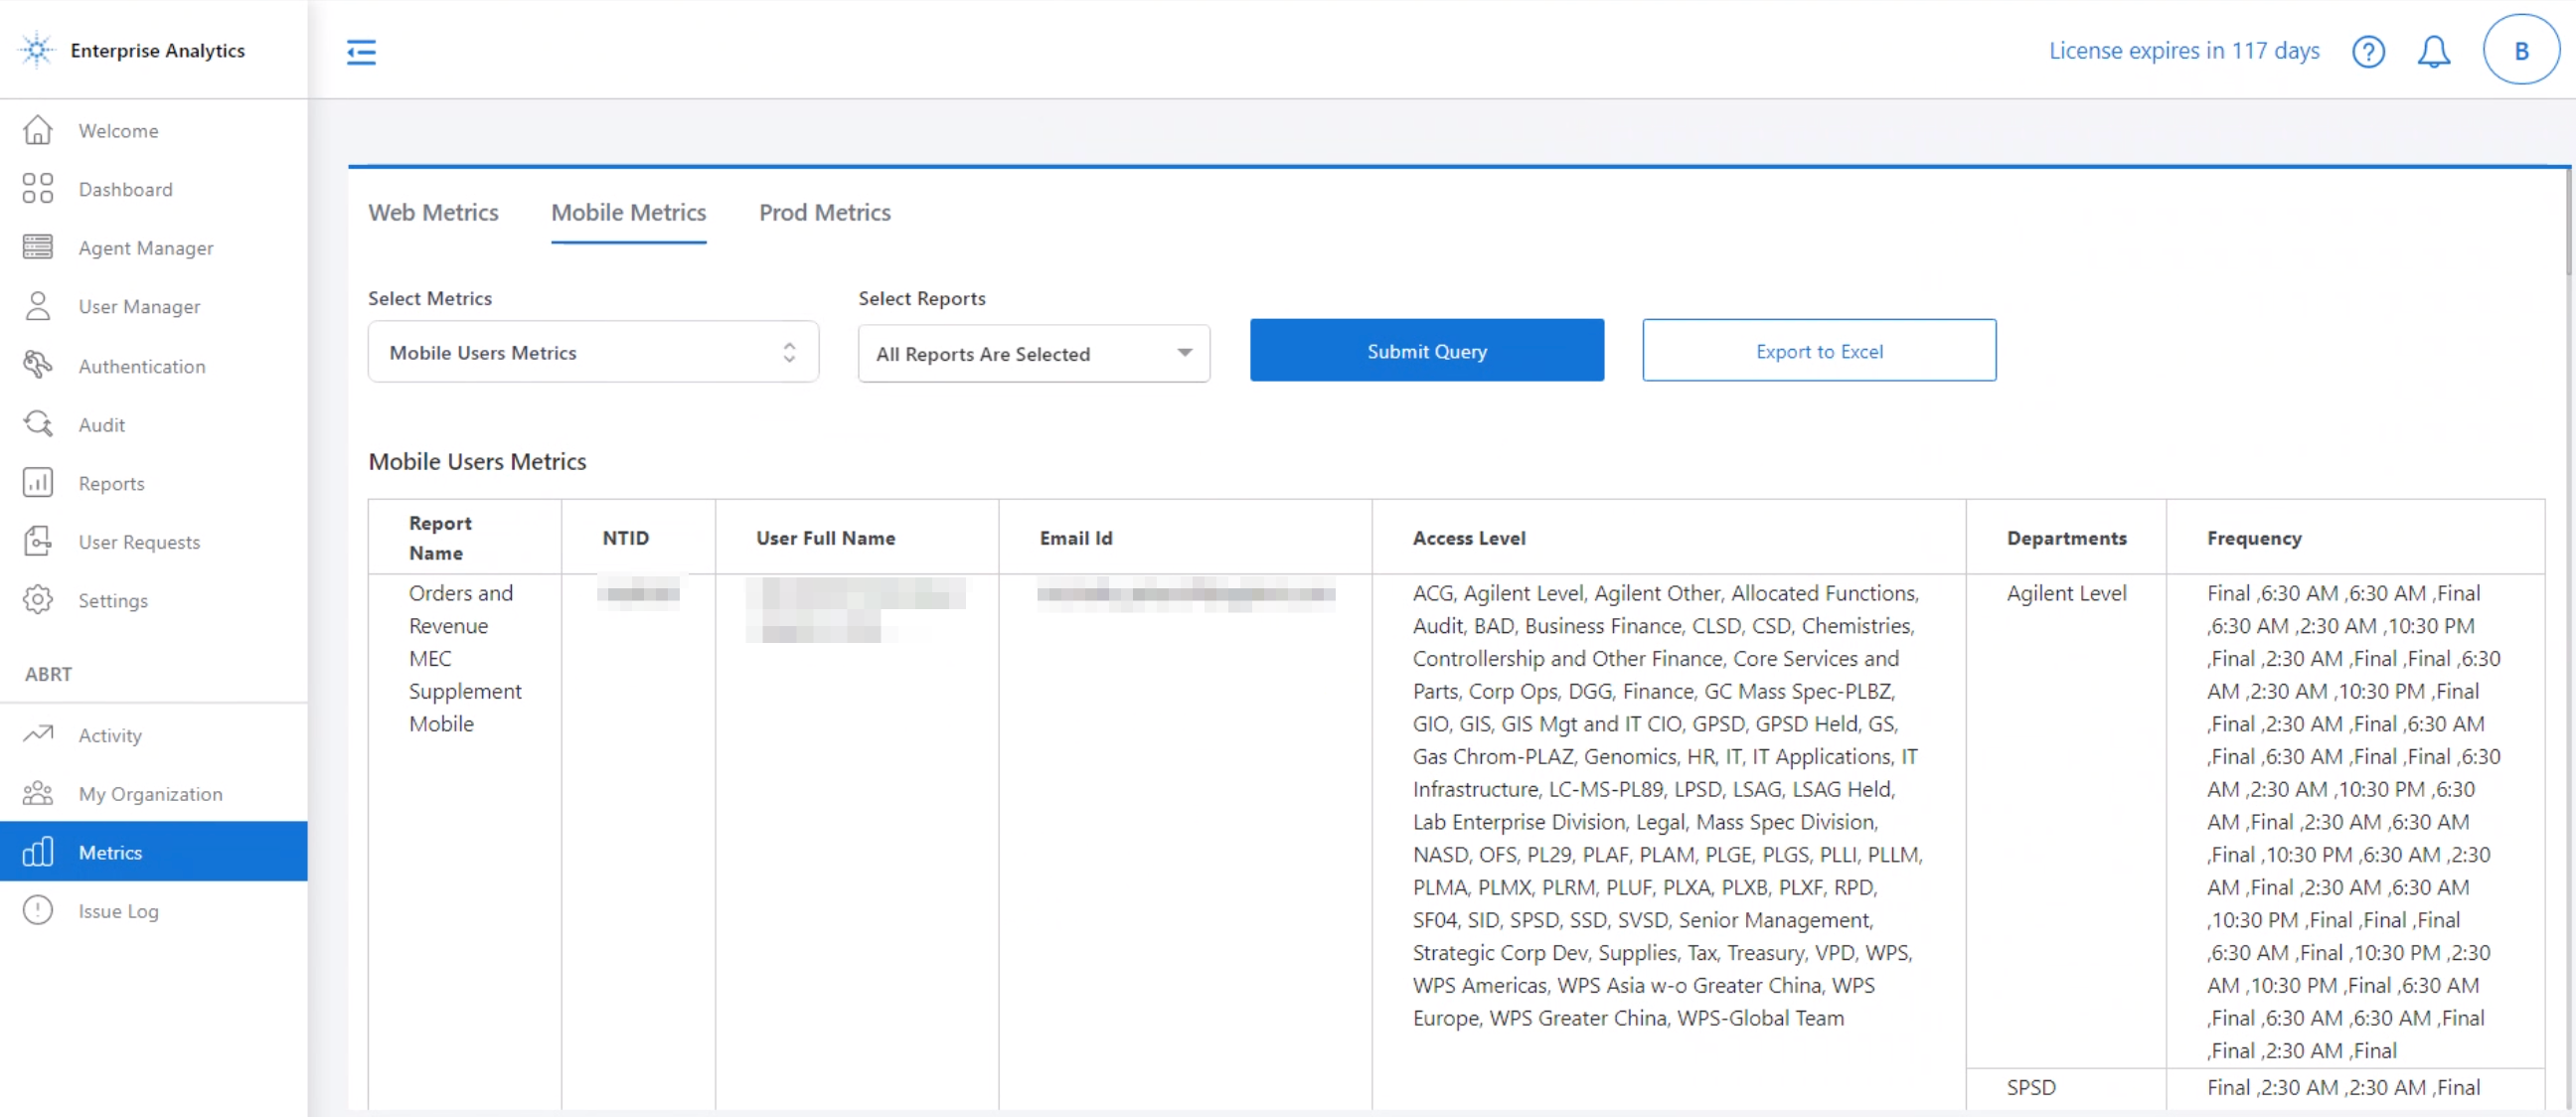 Enterprise Analytics
License expires in 117 days
B
Welcome
Dashboard
Agent Manager
User Manager
Authentication
Audit
Reports
User Requests
Settings
ABRT
Activity
My Organization
Metrics
Issue Log
Web Metrics
Mobile Metrics
Prod Metrics
Select Metrics
Mobile Users Metrics
Select Reports
All Reports Are Selected
Submit Query
Export to Excel
Mobile Users Metrics
Report
Name
NTID
User Full Name
Email Id
Access Level
Departments
Frequency
Orders and
Revenue
MEC
Supplement
Mobile
ACG, Agilent Level, Agilent Other, Allocated Functions,
Audit, BAD, Business Finance, CLSD, CSD, Chemistries,
Controllership and Other Finance, Core Services and
Parts, Corp Ops, DGG, Finance, GC Mass Spec-PLBZ,
GIO, GIS, GIS Mgt and IT CIO, GPSD, GPSD Held, GS,
Gas Chrom-PLAZ, Genomics, HR, IT, IT Applications, IT
Infrastructure, LC-MS-PL89, LPSD, LSAG, LSAG Held,
Lab Enterprise Division, Legal, Mass Spec Division,
NASD, OFS, PL29, PLAF, PLAM, PLGE, PLGS, PLLI, PLLM,
PLMA, PLMX, PLRM, PLUF, PLXA, PLXB, PLXF, RPD,
SF04, SID, SPSD, SSD, SVSD, Senior Management,
Strategic Corp Dev, Supplies, Tax, Treasury, VPD, WPS,
WPS Americas, WPS Asia w-o Greater China, WPS
Europe, WPS Greater China, WPS-Global Team
Agilent Level
Final ,6:30 AM ,6:30 AM ,Final
,6:30 AM ,2:30 AM ,10:30 PM
,Final ,2:30 AM ,Final ,Final ,6:30
AM ,2:30 AM ,10:30 PM ,Final
,Final ,2:30 AM ,Final ,6:30 AM
,Final ,6:30 AM ,Final ,Final ,6:30
AM ,2:30 AM ,10:30 PM ,6:30
AM ,Final ,2:30 AM ,6:30 AM
,Final ,10:30 PM ,6:30 AM ,2:30
AM ,Final ,2:30 AM ,6:30 AM
,10:30 PM ,Final ,Final ,Final
,6:30 AM ,Final ,10:30 PM ,2:30
AM ,10:30 PM ,Final ,6:30 AM
,Final ,6:30 AM ,6:30 AM ,Final
,Final ,2:30 AM ,Final
SPSD
Final ,2:30 AM ,2:30 AM ,Final